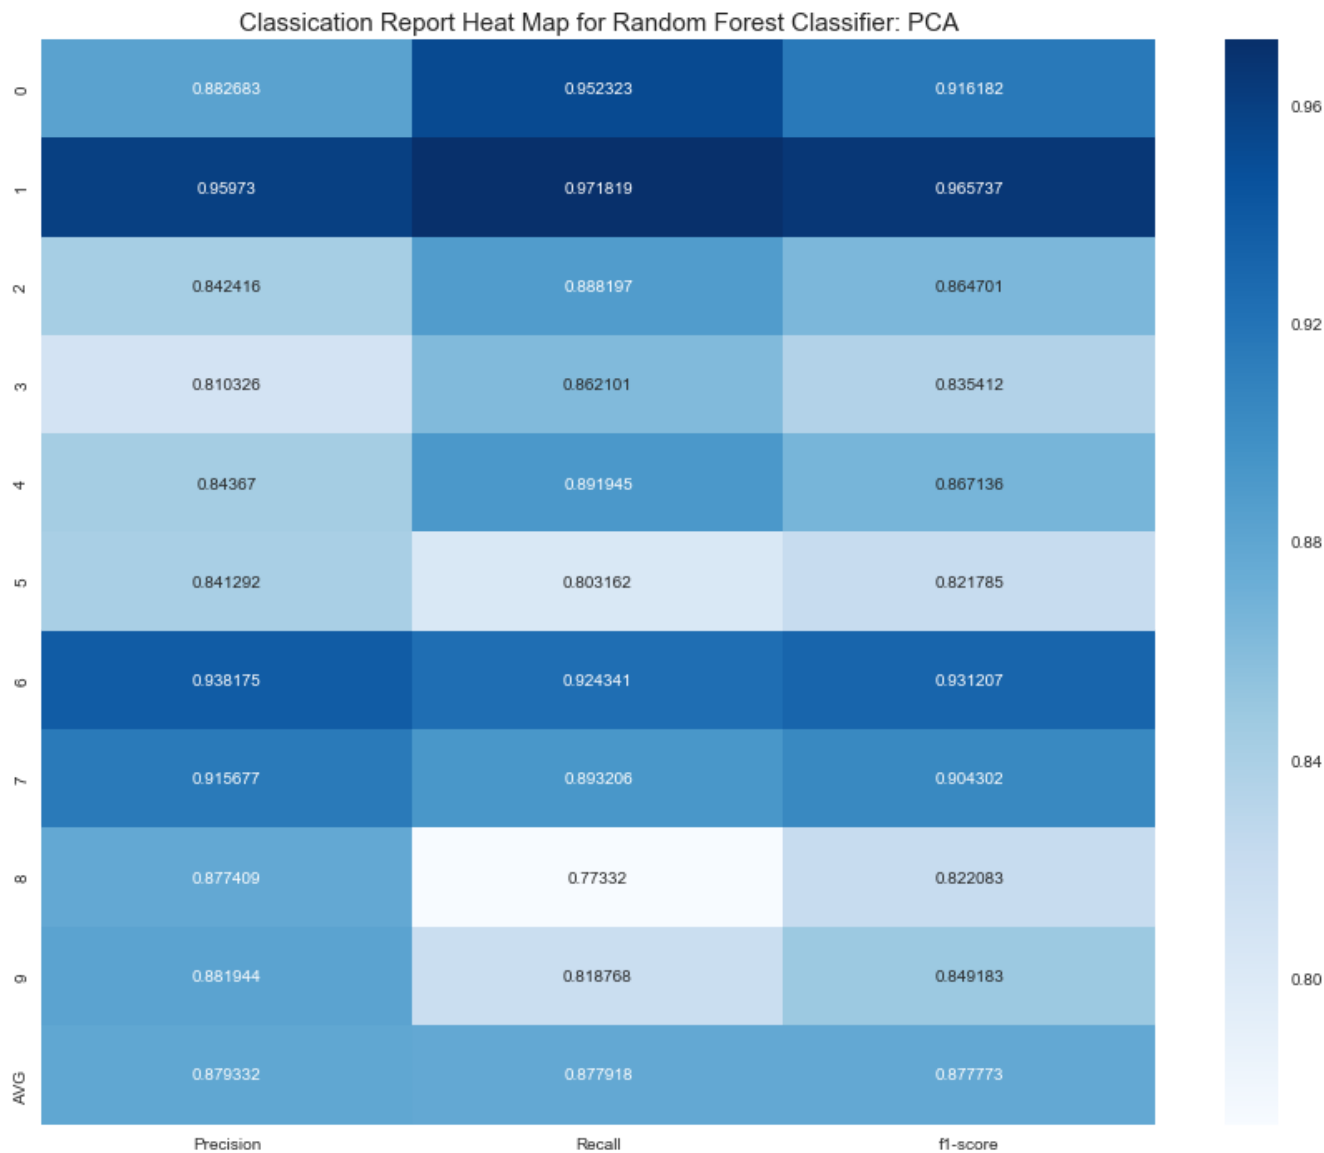 Classication Report Heat Map for Random Forest Classifier: PCA
0 0.882683 0.952323 0.916182
1 0.95973 0.971819 0.965737
2 0.842416 0.888197 0.864701
3 0.810326 0.862101 0.835412
4 0.84367 0.891945 0.867136
5 0.841292 0.803162 0.821785
6 0.938175 0.924341 0.931207
7 0.915677 0.893206 0.904302
8 0.877409 0.77332 0.822083
9 0.881944 0.818768 0.849183
AVG 0.879332 0.877918 0.877773
Precision Recall f1-score
0.96
0.92
0.88
0.84
0.80